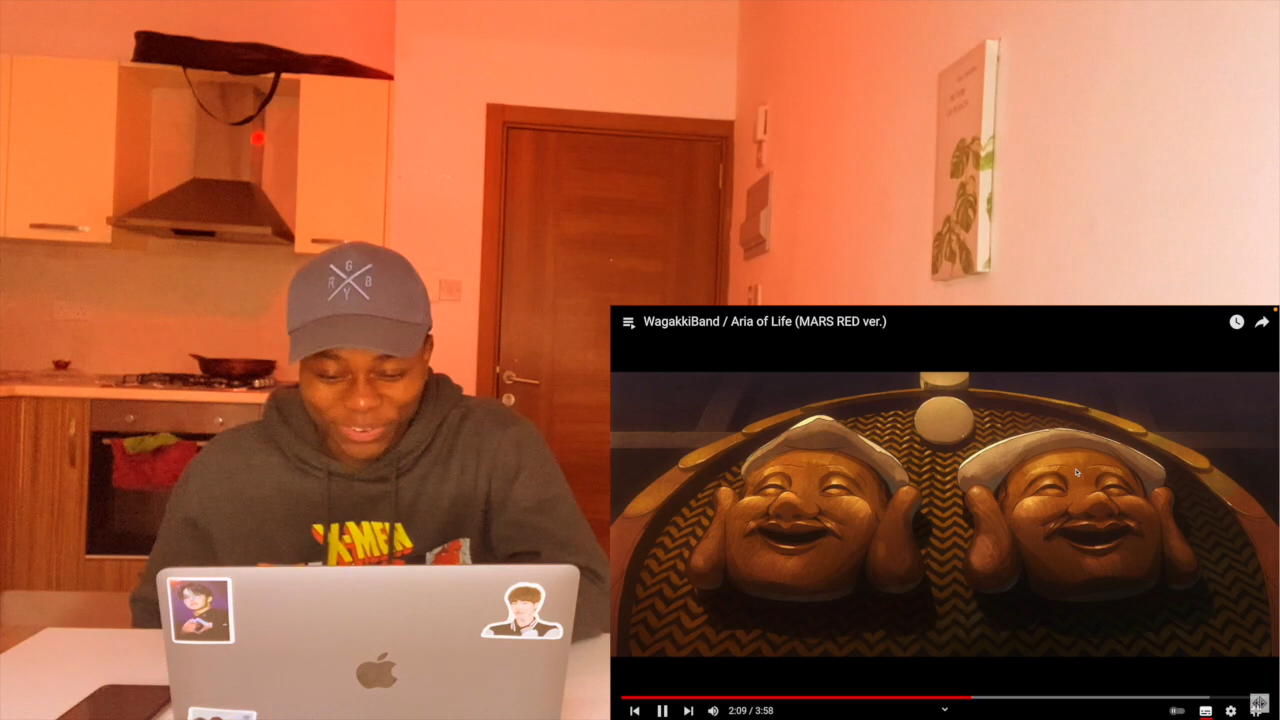 WagakkiBand / Aria of Life (MARS RED ver.)
G
R B
Y
X-MEN
2:09 / 3:58